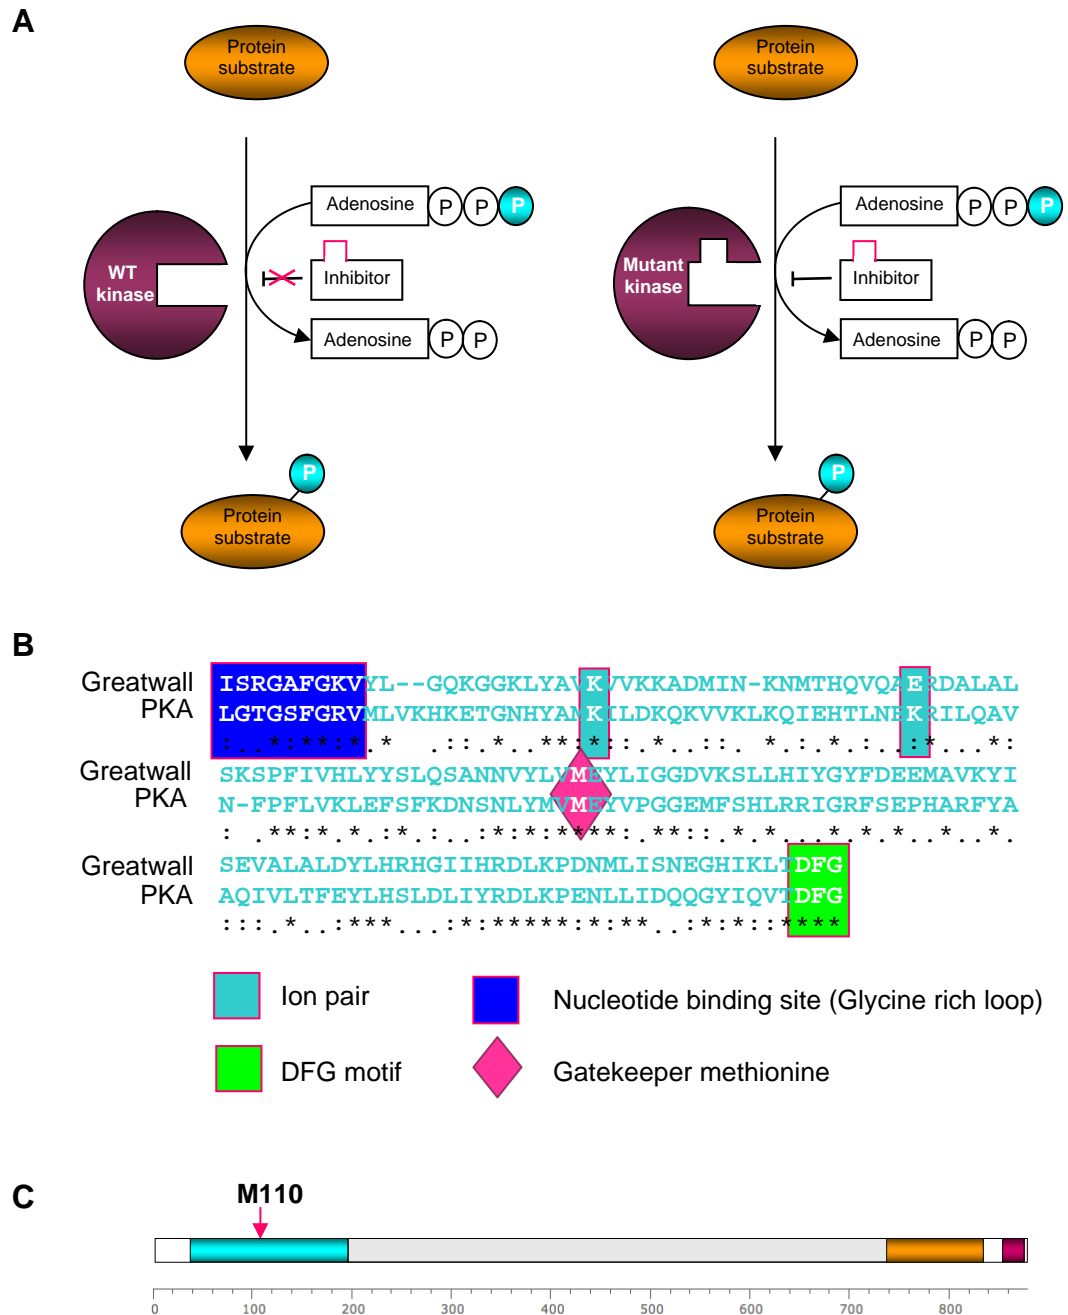 A
Protein
substrate
Protein
substrate
Adenosine P P P
Adenosine P P P
WT
kinase
Inhibitor
Mutant
kinase
Inhibitor
Adenosine P P
Adenosine P P
P
P
Protein
substrate
Protein
substrate
B
Greatwall ISRGAFGKVYL--GQKGGKLYAVKVVKKADMIN-KNMTHQVQAERDALAL
PKA LGTGSFGRVMLVKHKETGNHYAMKILDKQKVVKLKQIEHTLNEKRILQAV
:..*:**:*.*  .::.*..**:*::.::. *.:.*: ..::*...*:
Greatwall SKSPFIVHLYYSLQSANNVYLVMEYLIGGDVKSLLHIYGYFDEEMAVKYI
PKA N-FPFLVKLEFSFKDNSNLYMVMEYVPGGEMFSHLRRIGRFSEPHARFYA
: .**:*.:*.:. :**:*******:..*::. *...*.*..*..*.
Greatwall SEVALALDYLHRHGIIHRDLKPDNMLISNEGHIKLTDFG
PKA AQIVLTFEYLHSLDLIYRDLKPENLLIDQQGYIQVTDFG
:::.*..:***...::*:*****:*:**..:*:*::****
Ion pair
Nucleotide binding site (Glycine rich loop)
DFG motif
Gatekeeper methionine
C
M110
0 100 200 300 400 500 600 700 800